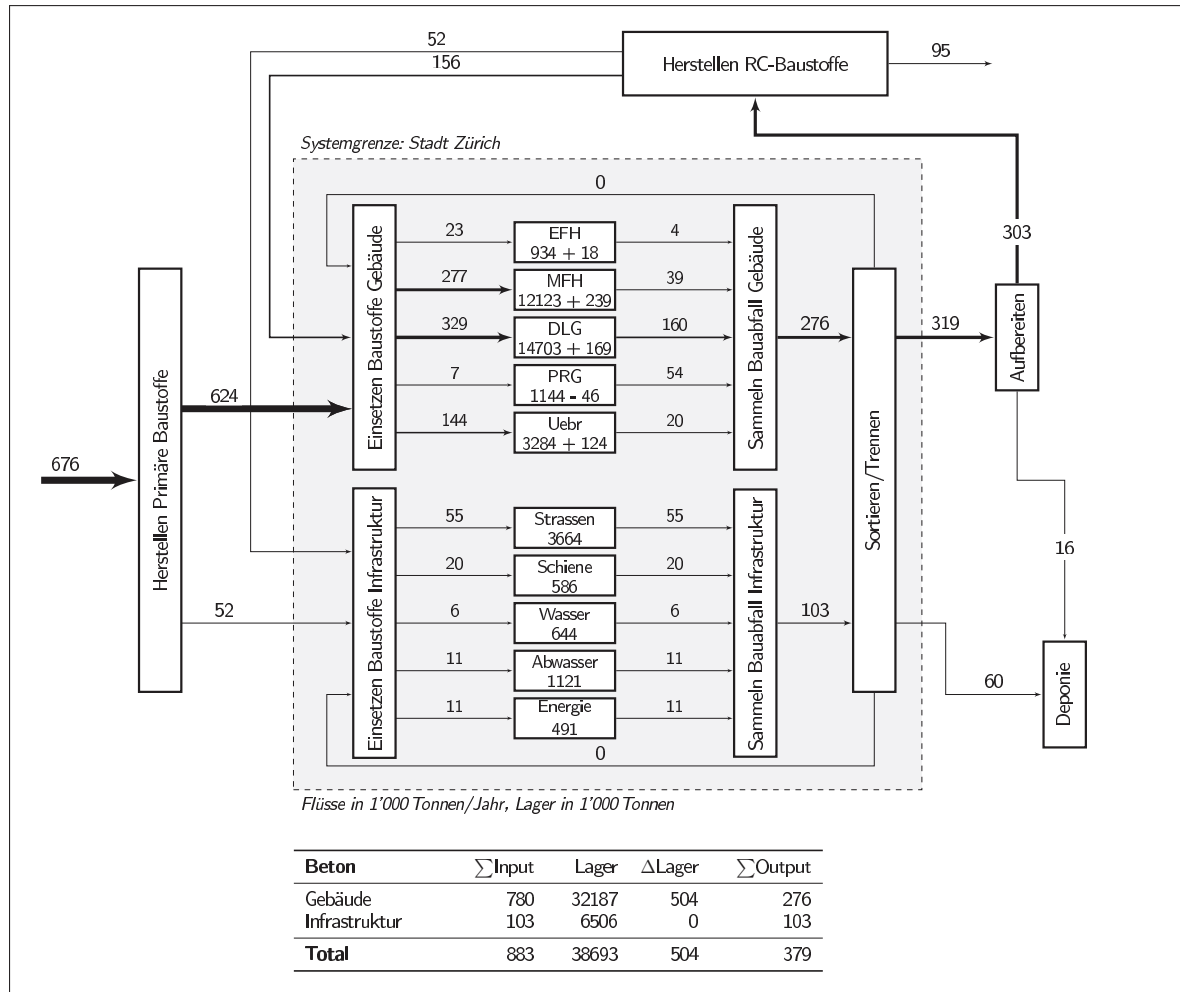 52
156
Herstellen RC-Baustoffe
95
Systemgrenze: Stadt Zürich
0
303
Herstellen Primäre Baustoffe
676
624
52
Einsetzen Baustoffe Gebäude
23
EFH
934 + 18
4
277
MFH
12123 + 239
39
329
DLG
14703 + 169
160
7
PRG
1144 - 46
54
144
Uebr
3284 + 124
20
Sammeln Bauabfall Gebäude
276
Sortieren/Trennen
319
Aufbereiten
Einsetzen Baustoffe Infrastruktur
55
Strassen
3664
55
20
Schiene
586
20
6
Wasser
644
6
11
Abwasser
1121
11
11
Energie
491
11
Sammeln Bauabfall Infrastruktur
103
16
60
Deponie
0
Flüsse in 1'000 Tonnen/Jahr, Lager in 1'000 Tonnen
Beton ∑Input Lager ΔLager ∑Output
Gebäude 780 32187 504 276
Infrastruktur 103 6506 0 103
Total 883 38693 504 379